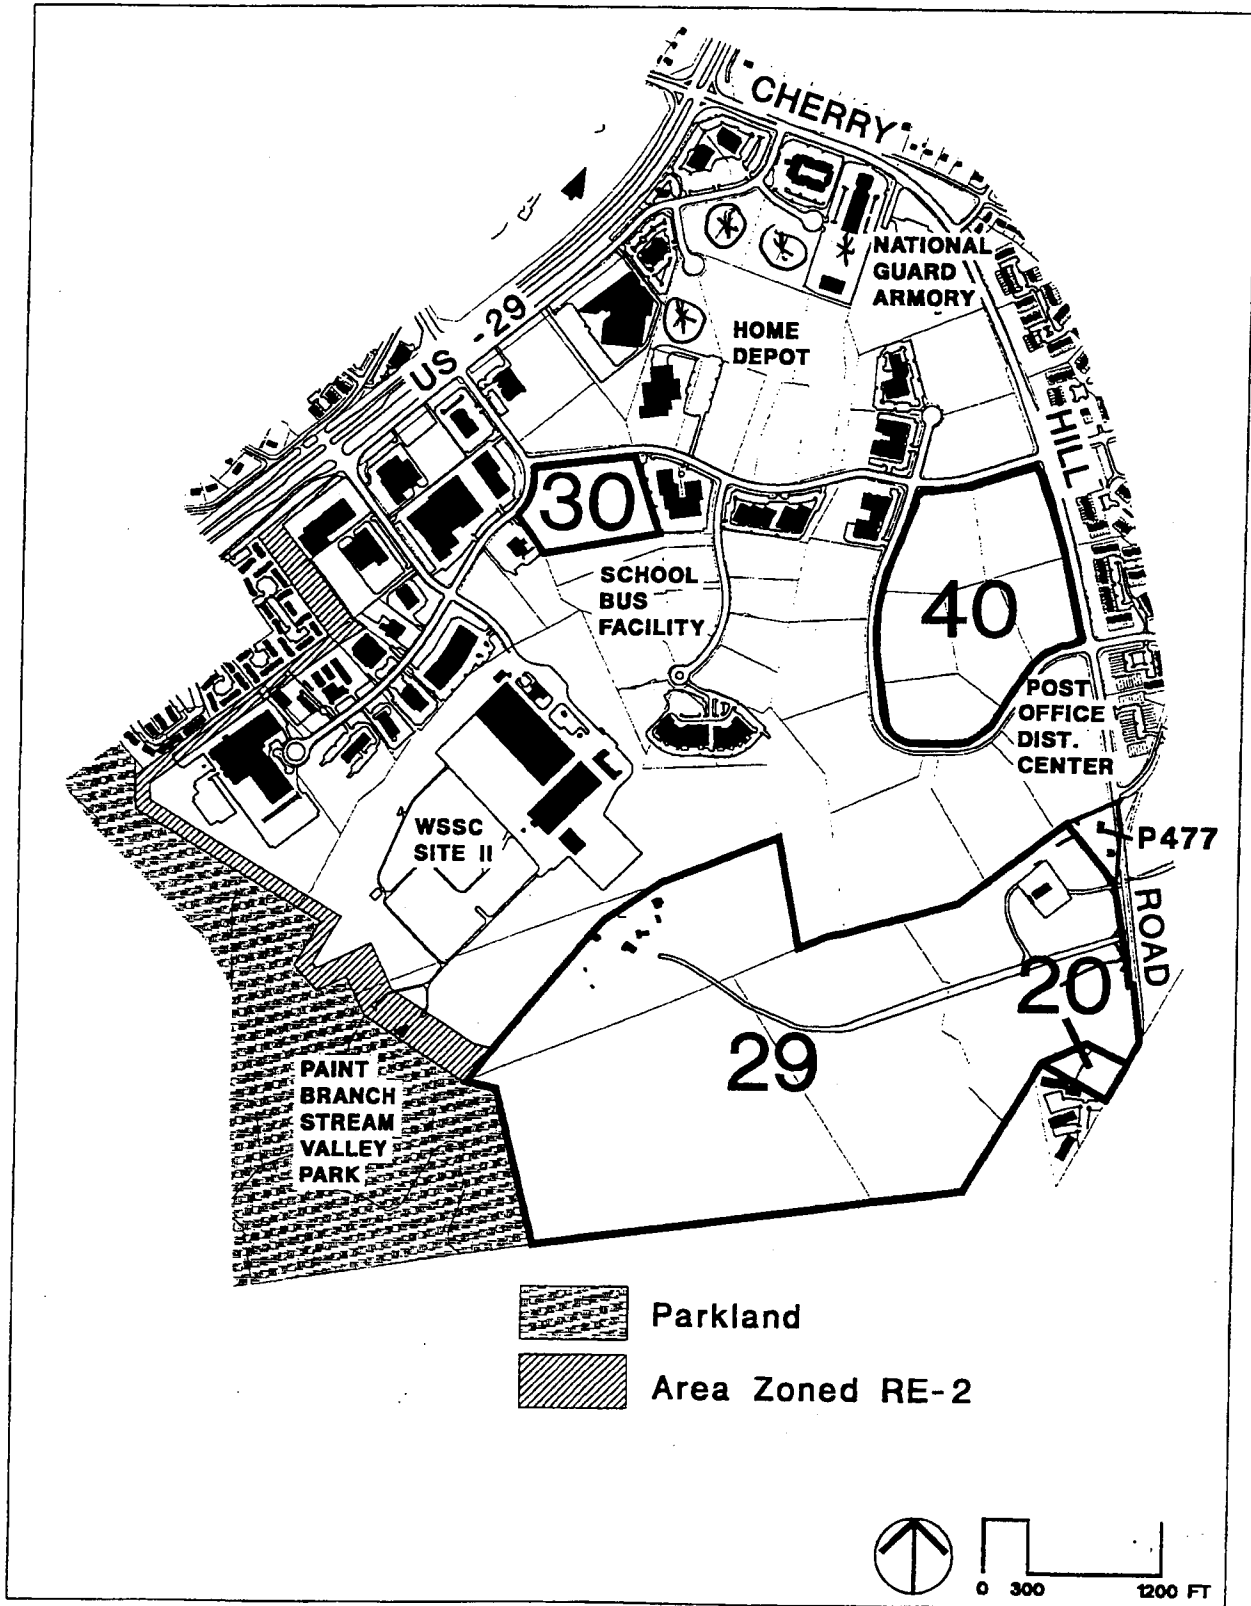 CHERRY
NATIONAL
GUARD
ARMORY
US - 29
HOME
DEPOT
HILL
30
SCHOOL
BUS
FACILITY
40
POST
OFFICE
DIST.
CENTER
WSSC
SITE II
P477
ROAD
20
29
PAINT
BRANCH
STREAM
VALLEY
PARK
Parkland
Area Zoned RE-2
0 300 1200 FT